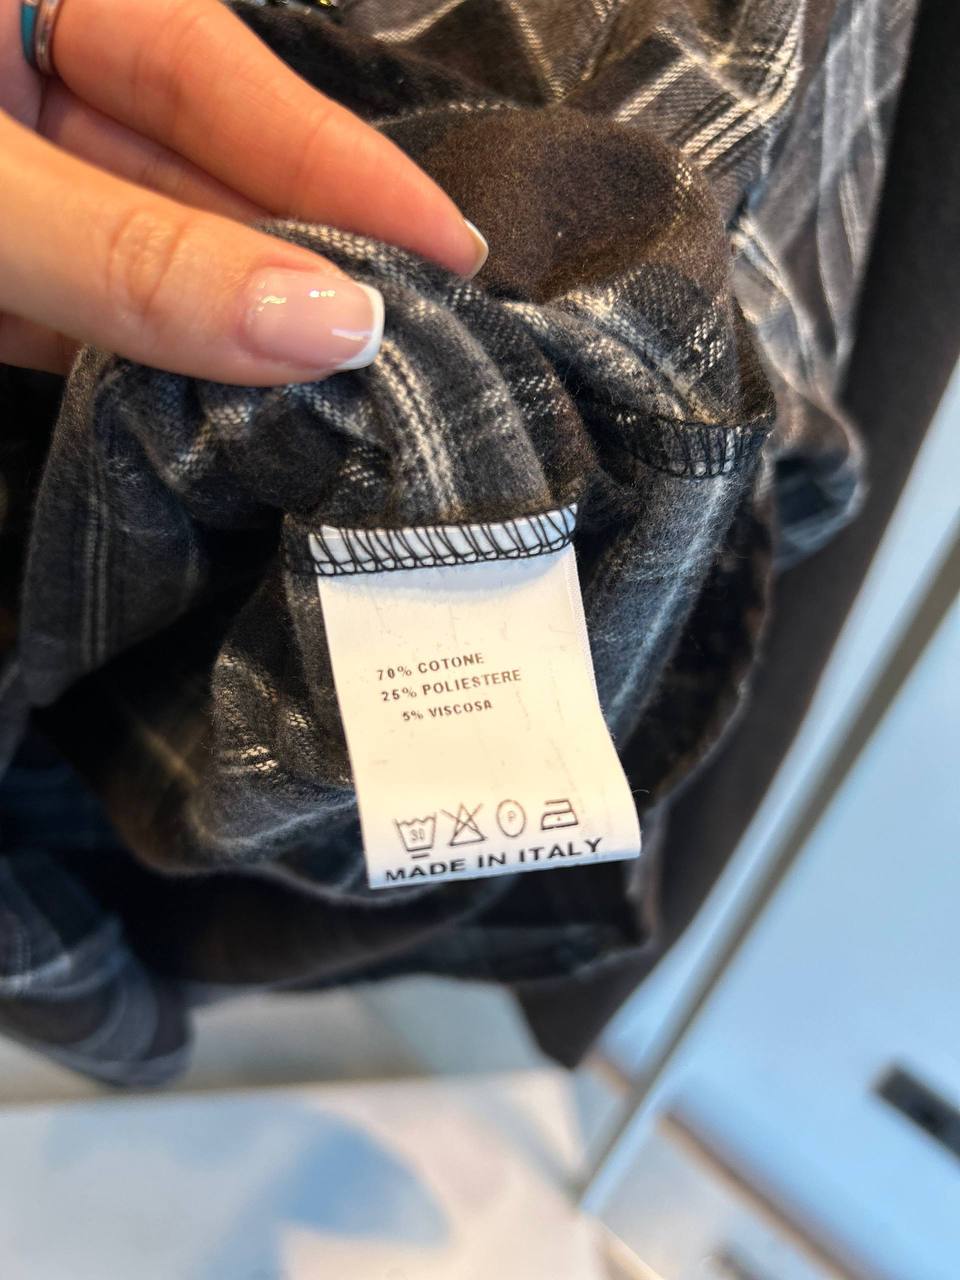 70% COTONE
25% POLIESTERE
5% VISCOSA
30 P
MADE IN ITALY